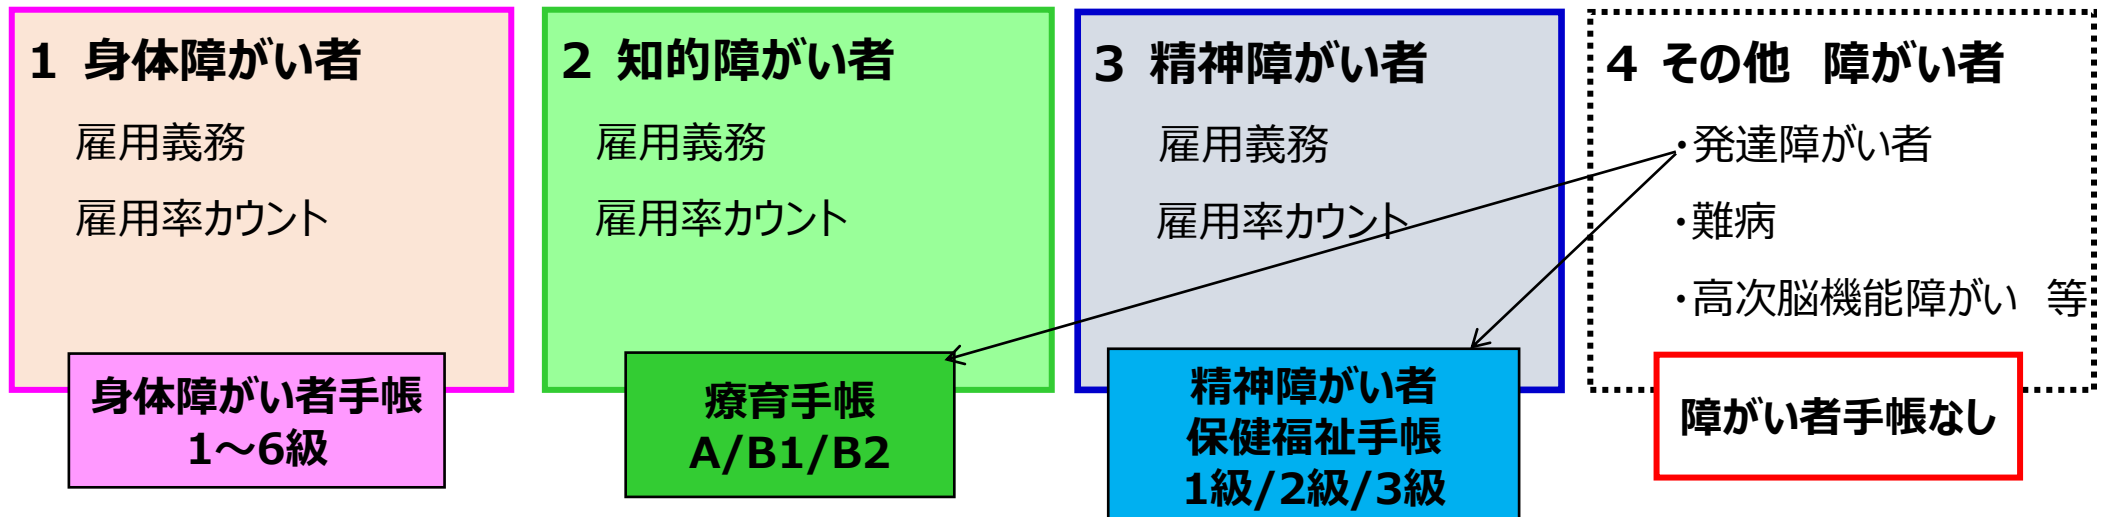 1 身体障がい者
雇用義務
雇用率カウント
身体障がい者手帳
1～6級
2 知的障がい者
雇用義務
雇用率カウント
療育手帳
A/B1/B2
3 精神障がい者
雇用義務
雇用率カウント
精神障がい者
保健福祉手帳
1級/2級/3級
4 その他　障がい者
・発達障がい者
・難病
・高次脳機能障がい　等
障がい者手帳なし